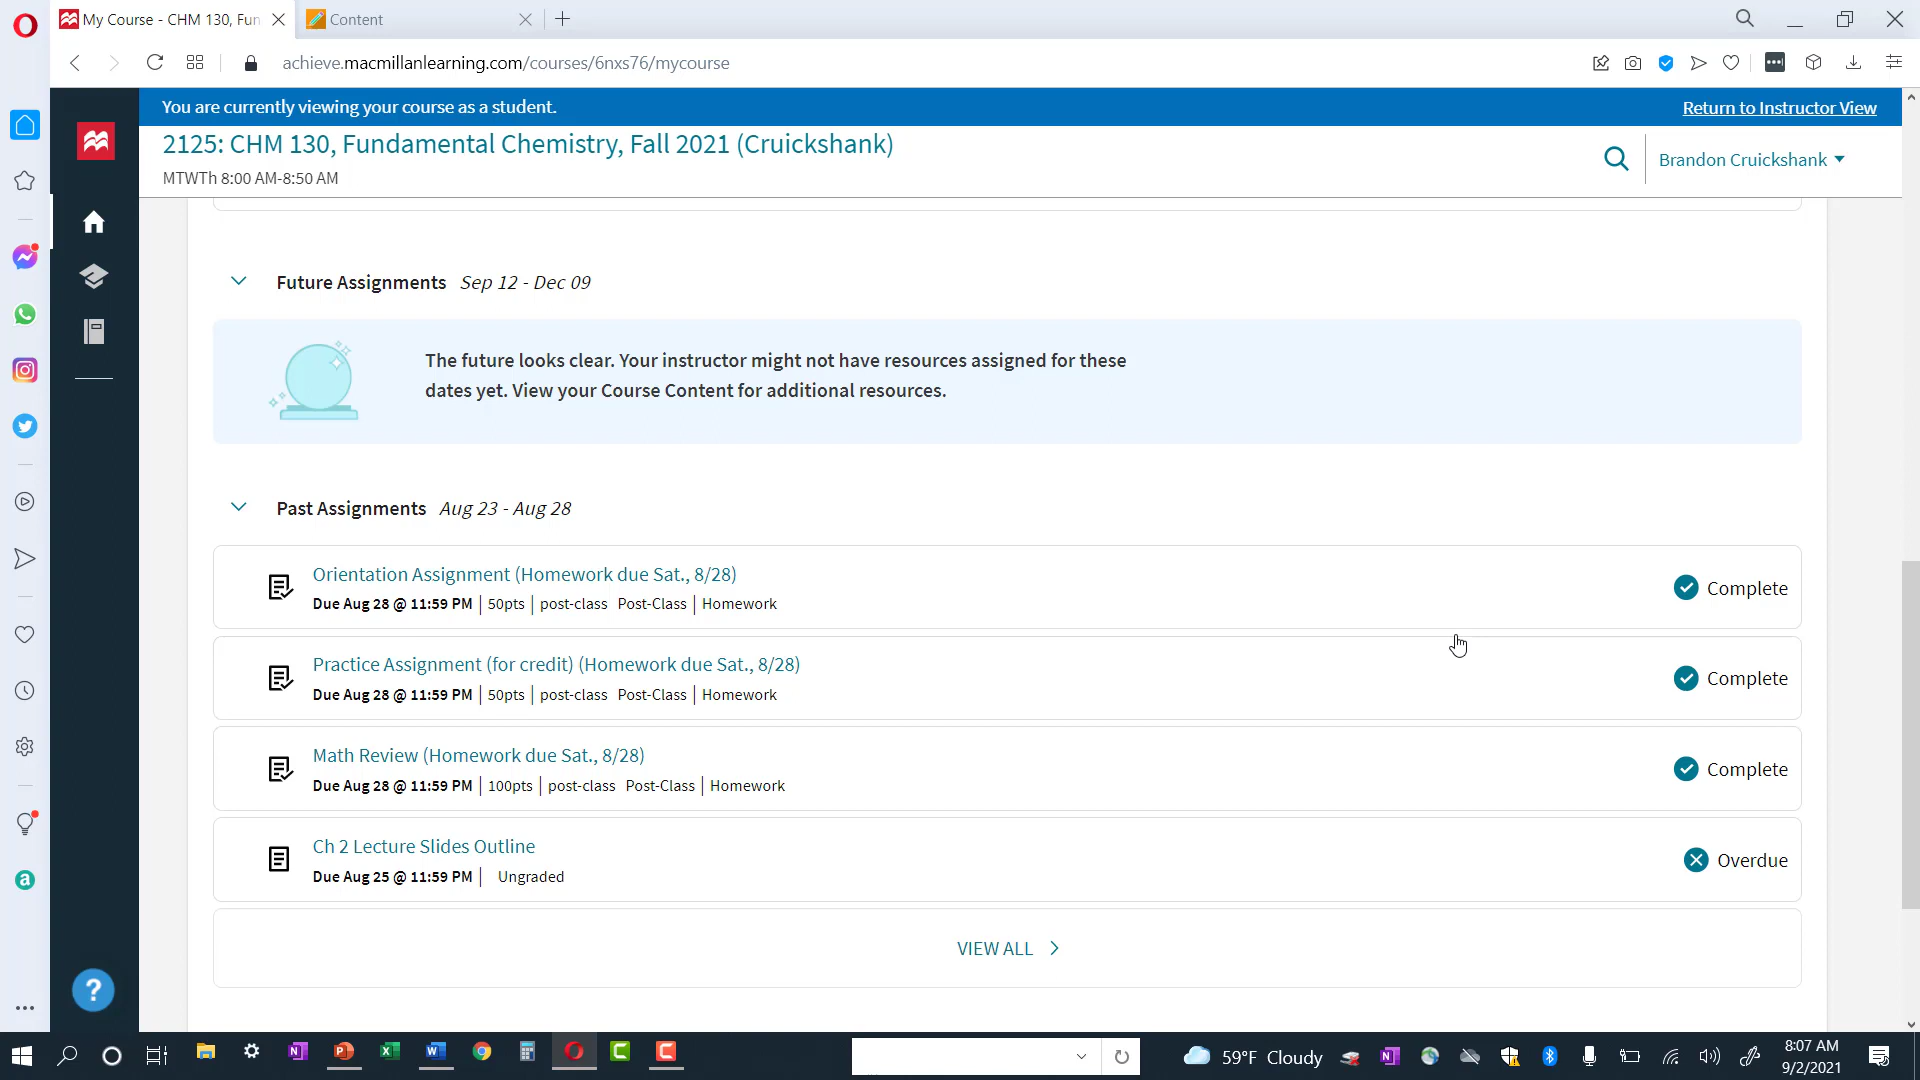 My Course - CHM 130, Fun
Content
achieve.macmillanlearning.com/courses/6nxs76/mycourse
You are currently viewing your course as a student.
Return to Instructor View
2125: CHM 130, Fundamental Chemistry, Fall 2021 (Cruickshank)
MTWTh 8:00 AM-8:50 AM
Brandon Cruickshank
Future Assignments Sep 12 - Dec 09
The future looks clear. Your instructor might not have resources assigned for these
dates yet. View your Course Content for additional resources.
Past Assignments Aug 23 - Aug 28
Orientation Assignment (Homework due Sat., 8/28)
Due Aug 28 @ 11:59 PM | 50pts | post-class Post-Class | Homework
Complete
Practice Assignment (for credit) (Homework due Sat., 8/28)
Due Aug 28 @ 11:59 PM | 50pts | post-class Post-Class | Homework
Complete
Math Review (Homework due Sat., 8/28)
Due Aug 28 @ 11:59 PM | 100pts | post-class Post-Class | Homework
Complete
Ch 2 Lecture Slides Outline
Due Aug 25 @ 11:59 PM | Ungraded
Overdue
VIEW ALL
?
59°F Cloudy
8:07 AM
9/2/2021